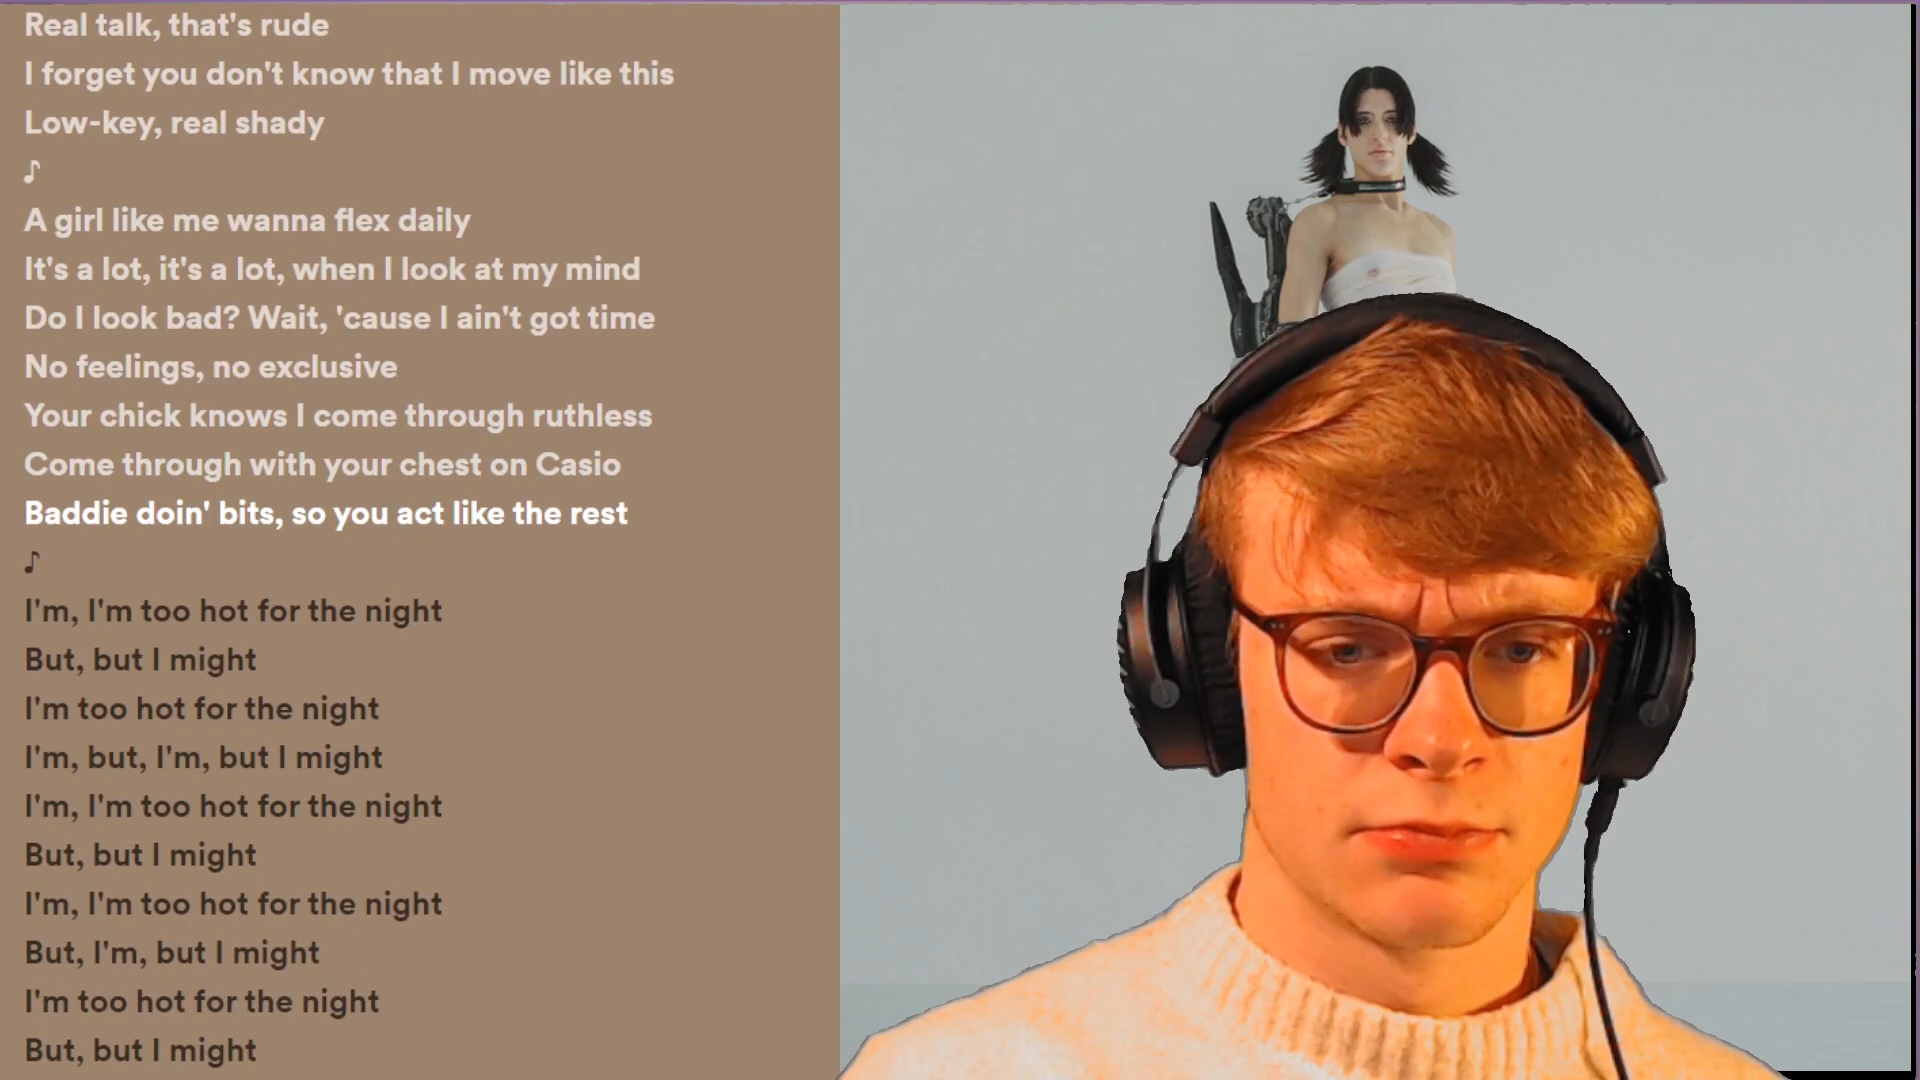 Real talk, that's rude
I forget you don't know that I move like this
Low-key, real shady
♪
A girl like me wanna flex daily
It's a lot, it's a lot, when I look at my mind
Do I look bad? Wait, 'cause I ain't got time
No feelings, no exclusive
Your chick knows I come through ruthless
Come through with your chest on Casio
Baddie doin' bits, so you act like the rest
♪
I'm, I'm too hot for the night
But, but I might
I'm too hot for the night
I'm, but, I'm, but I might
I'm, I'm too hot for the night
But, but I might
I'm, I'm too hot for the night
But, I'm, but I might
I'm too hot for the night
But, but I might